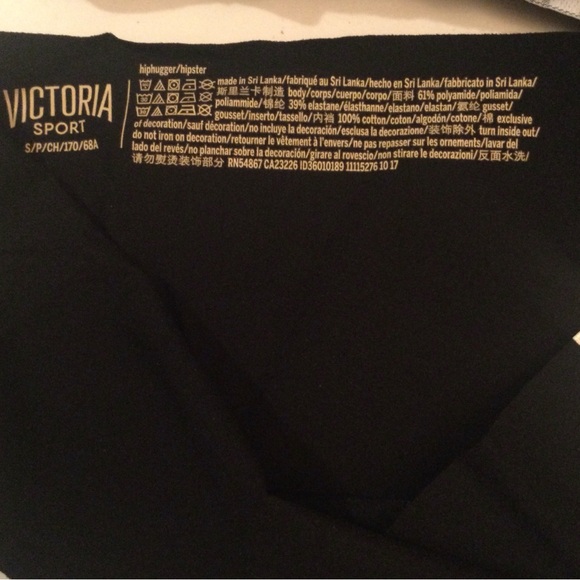 VICTORIA
SPORT
S/P/CH/170/68A
hiphugger/hipster
made in Sri Lanka/fabriqué au Sri Lanka/hecho en Sri Lanka/fabbricato in Sri Lanka/
斯里兰卡制造 body/corps/cuerpo/corpo/面料 61% polyamide/poliamida/
poliammide/锦纶 39% elastane/élasthanne/elastano/elastan/氨纶 gusset/
gousset/inserto/tassello/内裆 100% cotton/coton/algodón/cotone/棉 exclusive
of decoration/sauf décoration/no incluye la decoración/esclusa la decorazione/装饰除外 turn inside out/
do not iron on decoration/retourner le vêtement à l'envers/ne pas repasser sur les ornements/lavar del
lado del revés/no planchar sobre la decoración/girare al rovescio/non stirare le decorazioni/反面水洗/
请勿熨烫装饰部分 RN54867 CA23226 ID36010189 11115276 10 17